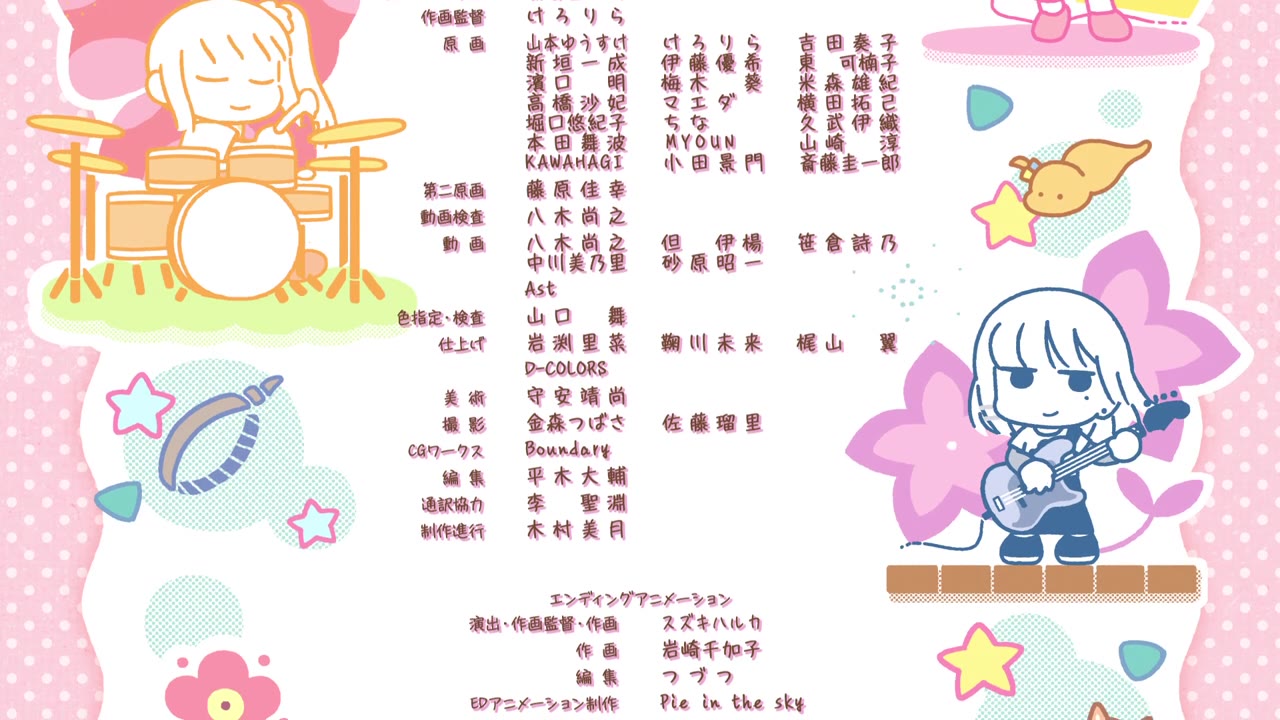 作画監督 けろりら
原画 山本ゆうすけ けろりら 吉田奏子
新垣一成 伊藤優希 東可楠子
濱口明 梅木葵 米森雄紀
高橋沙妃 マエダ 横田拓己
堀口悠紀子 ちな 久武伊織
本田舞波 MYOUN 山崎淳
KAWAHAGI 小田景門 斎藤圭一郎
第二原画 藤原佳幸
動画検査 八木尚之
動画 八木尚之 但伊楊 笹倉詩乃
中川美乃里 砂原昭一
Ast
色指定・検査 山口舞
仕上げ 岩渕里菜 鞠川未来 梶山翼
D-COLORS
美術 守安靖尚
撮影 金森つばさ 佐藤瑠里
CGワークス Boundary
編集 平木大輔
通訳協力 李聖淵
制作進行 木村美月
エンディングアニメーション
演出・作画監督・作画 スズキハルカ
作画 岩崎千加子
編集 つづつ
EDアニメーション制作 Pie in the sky